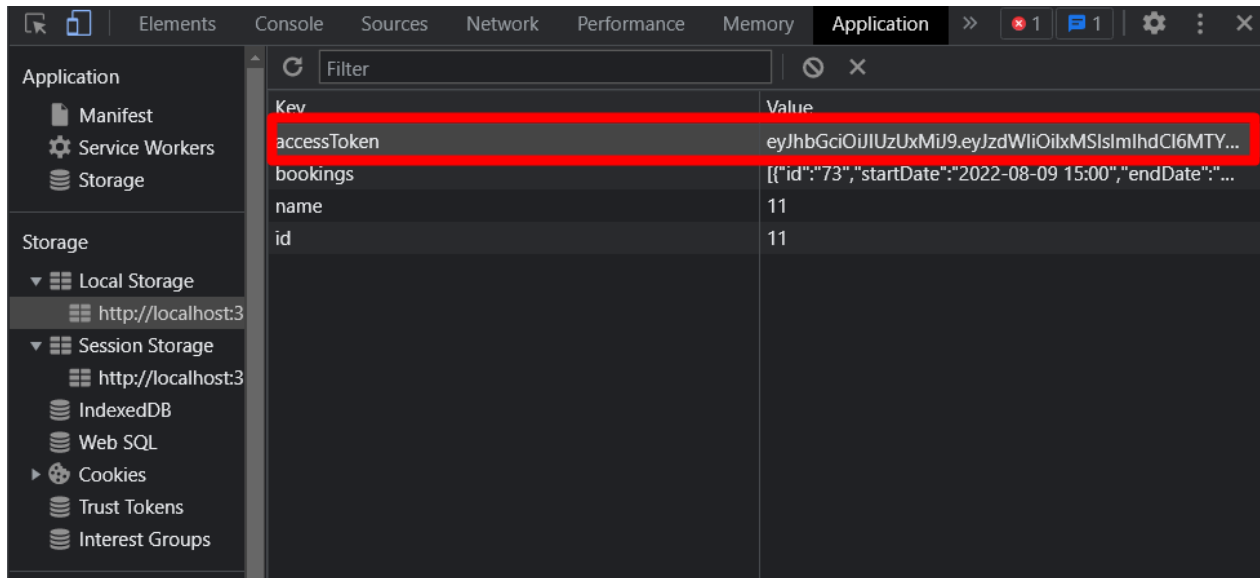 Elements Console Sources Network Performance Memory Application » 1 1
Application
Filter
Manifest
Key Value
accessToken eyJhbGciOiJIUzUxMiJ9.eyJzdWIiOiIxMSIsImlhdCI6MTY...
Service Workers
bookings [{"id":"73","startDate":"2022-08-09 15:00","endDate":"...
Storage
name 11
id 11
Storage
Local Storage
http://localhost:3
Session Storage
http://localhost:3
IndexedDB
Web SQL
Cookies
Trust Tokens
Interest Groups